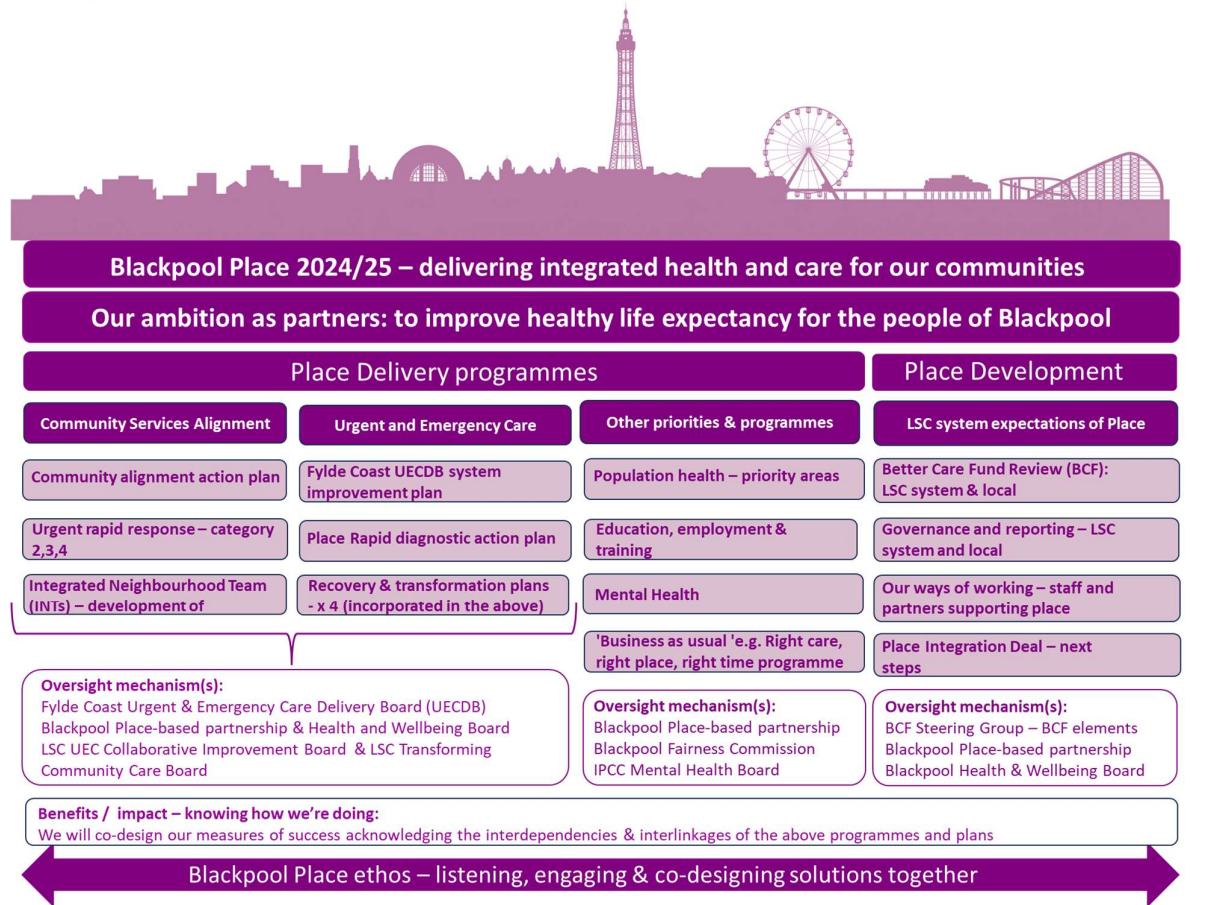 Blackpool Place 2024/25 – delivering integrated health and care for our communities
Our ambition as partners: to improve healthy life expectancy for the people of Blackpool
Place Delivery programmes
Place Development
Community Services Alignment
Urgent and Emergency Care
Other priorities & programmes
LSC system expectations of Place
Community alignment action plan
Urgent rapid response – category
2,3,4
Integrated Neighbourhood Team
(INTs) – development of
Fylde Coast UECDB system
improvement plan
Place Rapid diagnostic action plan
Recovery & transformation plans
- x 4 (incorporated in the above)
Population health – priority areas
Education, employment &
training
Mental Health
'Business as usual 'e.g. Right care,
right place, right time programme
Better Care Fund Review (BCF):
LSC system & local
Governance and reporting – LSC
system and local
Our ways of working – staff and
partners supporting place
Place Integration Deal – next
steps
Oversight mechanism(s):
Fylde Coast Urgent & Emergency Care Delivery Board (UECDB)
Blackpool Place-based partnership & Health and Wellbeing Board
LSC UEC Collaborative Improvement Board & LSC Transforming
Community Care Board
Oversight mechanism(s):
Blackpool Place-based partnership
Blackpool Fairness Commission
IPCC Mental Health Board
Oversight mechanism(s):
BCF Steering Group – BCF elements
Blackpool Place-based partnership
Blackpool Health & Wellbeing Board
Benefits / impact – knowing how we're doing:
We will co-design our measures of success acknowledging the interdependencies & interlinkages of the above programmes and plans
Blackpool Place ethos – listening, engaging & co-designing solutions together